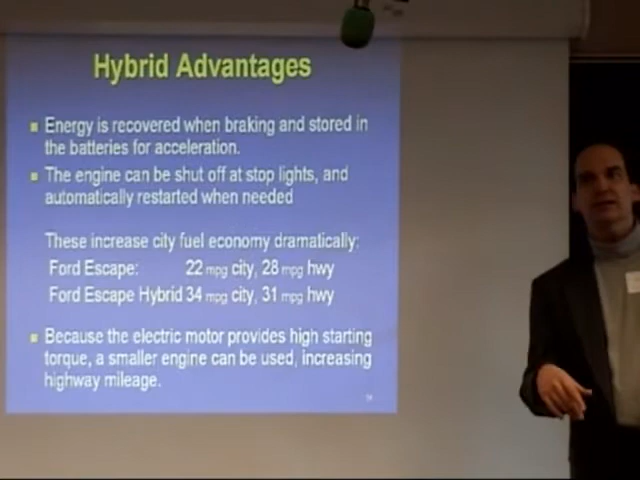 Hybrid Advantages
Energy is recovered when braking and stored in
the batteries for acceleration.
The engine can be shut off at stop lights, and
automatically restarted when needed
These increase city fuel economy dramatically:
Ford Escape: 22 mpg city, 28 mpg hwy
Ford Escape Hybrid 34 mpg city, 31 mpg hwy
Because the electric motor provides high starting
torque, a smaller engine can be used, increasing
highway mileage.